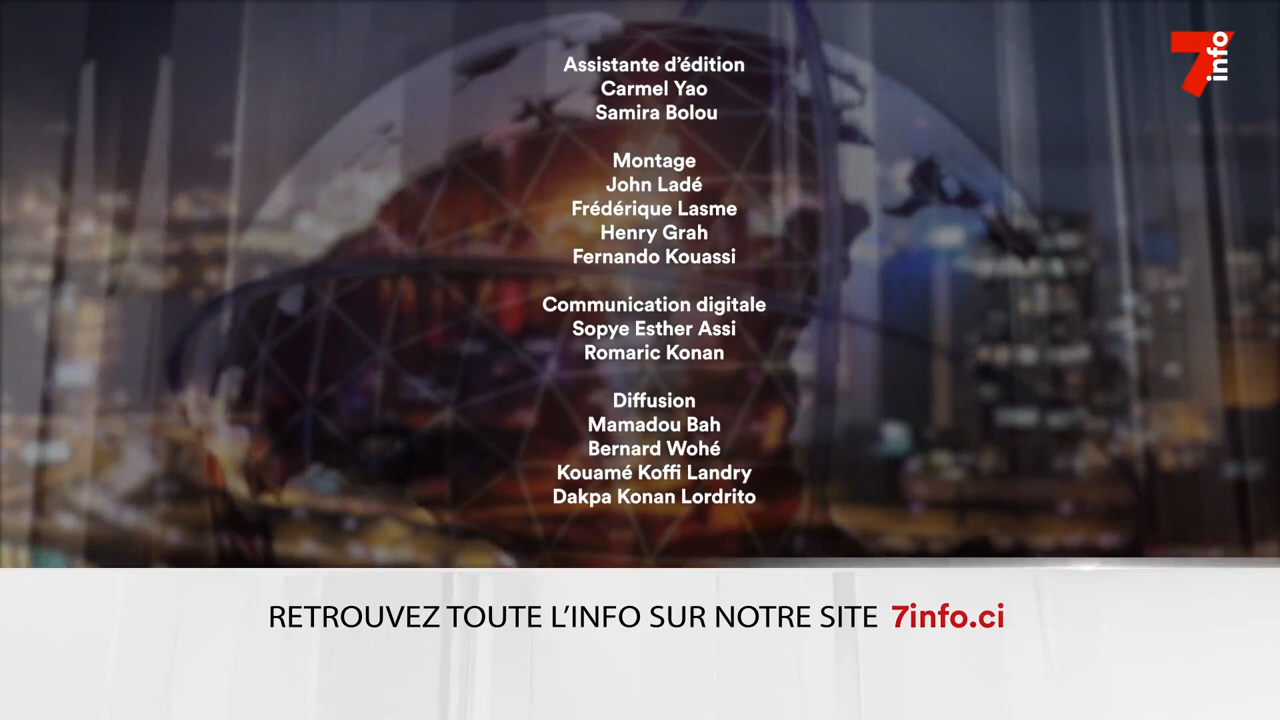 7info
Assistante d’édition
Carmel Yao
Samira Bolou
Montage
John Ladé
Frédérique Lasme
Henry Grah
Fernando Kouassi
Communication digitale
Sopye Esther Assi
Romaric Konan
Diffusion
Mamadou Bah
Bernard Wohé
Kouamé Koffi Landry
Dakpa Konan Lordrito
RETROUVEZ TOUTE L’INFO SUR NOTRE SITE 7info.ci